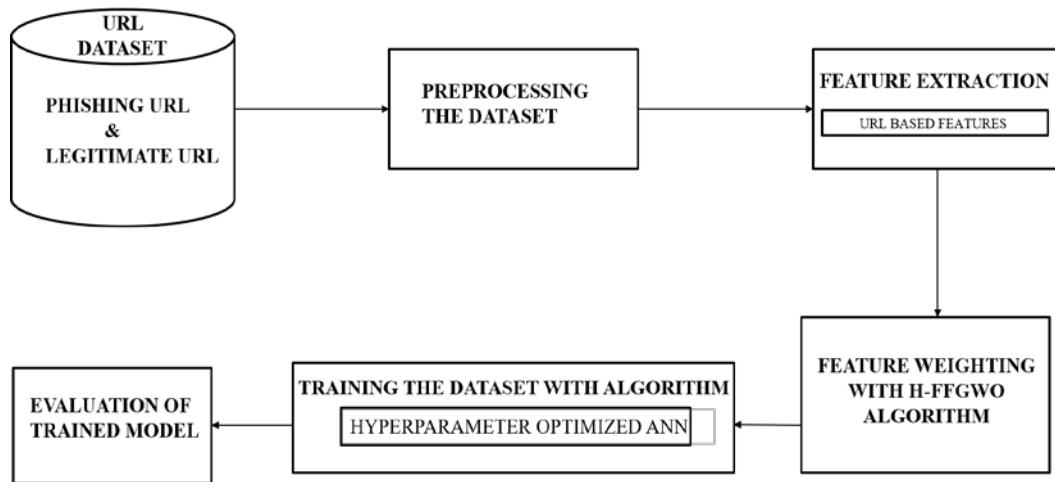 URL
DATASET
PHISHING URL
&
LEGITIMATE URL
PREPROCESSING
THE DATASET
FEATURE EXTRACTION
URL BASED FEATURES
FEATURE WEIGHTING
WITH H-FFGWO
ALGORITHM
TRAINING THE DATASET WITH ALGORITHM
HYPERPARAMETER OPTIMIZED ANN
EVALUATION OF
TRAINED MODEL